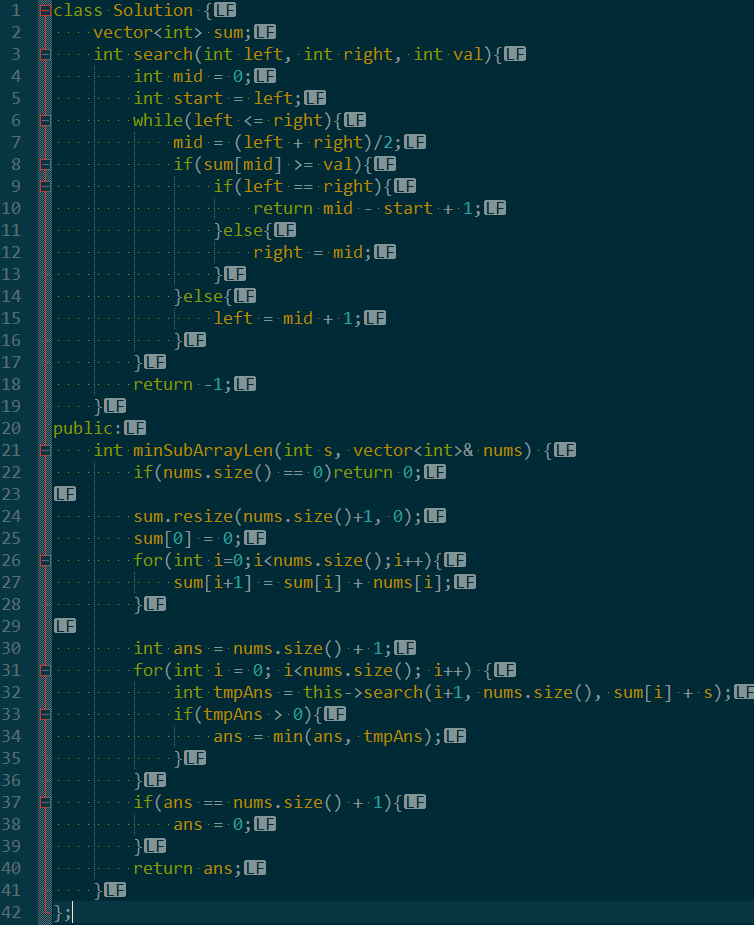 1 class Solution {LF
2     vector<int> sum;LF
3     int search(int left, int right, int val){LF
4         int mid = 0;LF
5         int start = left;LF
6         while(left <= right){LF
7             mid = (left + right)/2;LF
8             if(sum[mid] >= val){LF
9                 if(left == right){LF
10                     return mid - start + 1;LF
11                 }else{LF
12                     right = mid;LF
13                 }LF
14             }else{LF
15                 left = mid + 1;LF
16             }LF
17         }LF
18         return -1;LF
19     }LF
20 public:LF
21     int minSubArrayLen(int s, vector<int>& nums) {LF
22         if(nums.size() == 0)return 0;LF
23 LF
24         sum.resize(nums.size()+1, 0);LF
25         sum[0] = 0;LF
26         for(int i=0;i<nums.size();i++){LF
27             sum[i+1] = sum[i] + nums[i];LF
28         }LF
29 LF
30         int ans = nums.size() + 1;LF
31         for(int i = 0; i<nums.size(); i++) {LF
32             int tmpAns = this->search(i+1, nums.size(), sum[i] + s);LF
33             if(tmpAns > 0){LF
34                 ans = min(ans, tmpAns);LF
35             }LF
36         }LF
37         if(ans == nums.size() + 1){LF
38             ans = 0;LF
39         }LF
40         return ans;LF
41     }LF
42 };